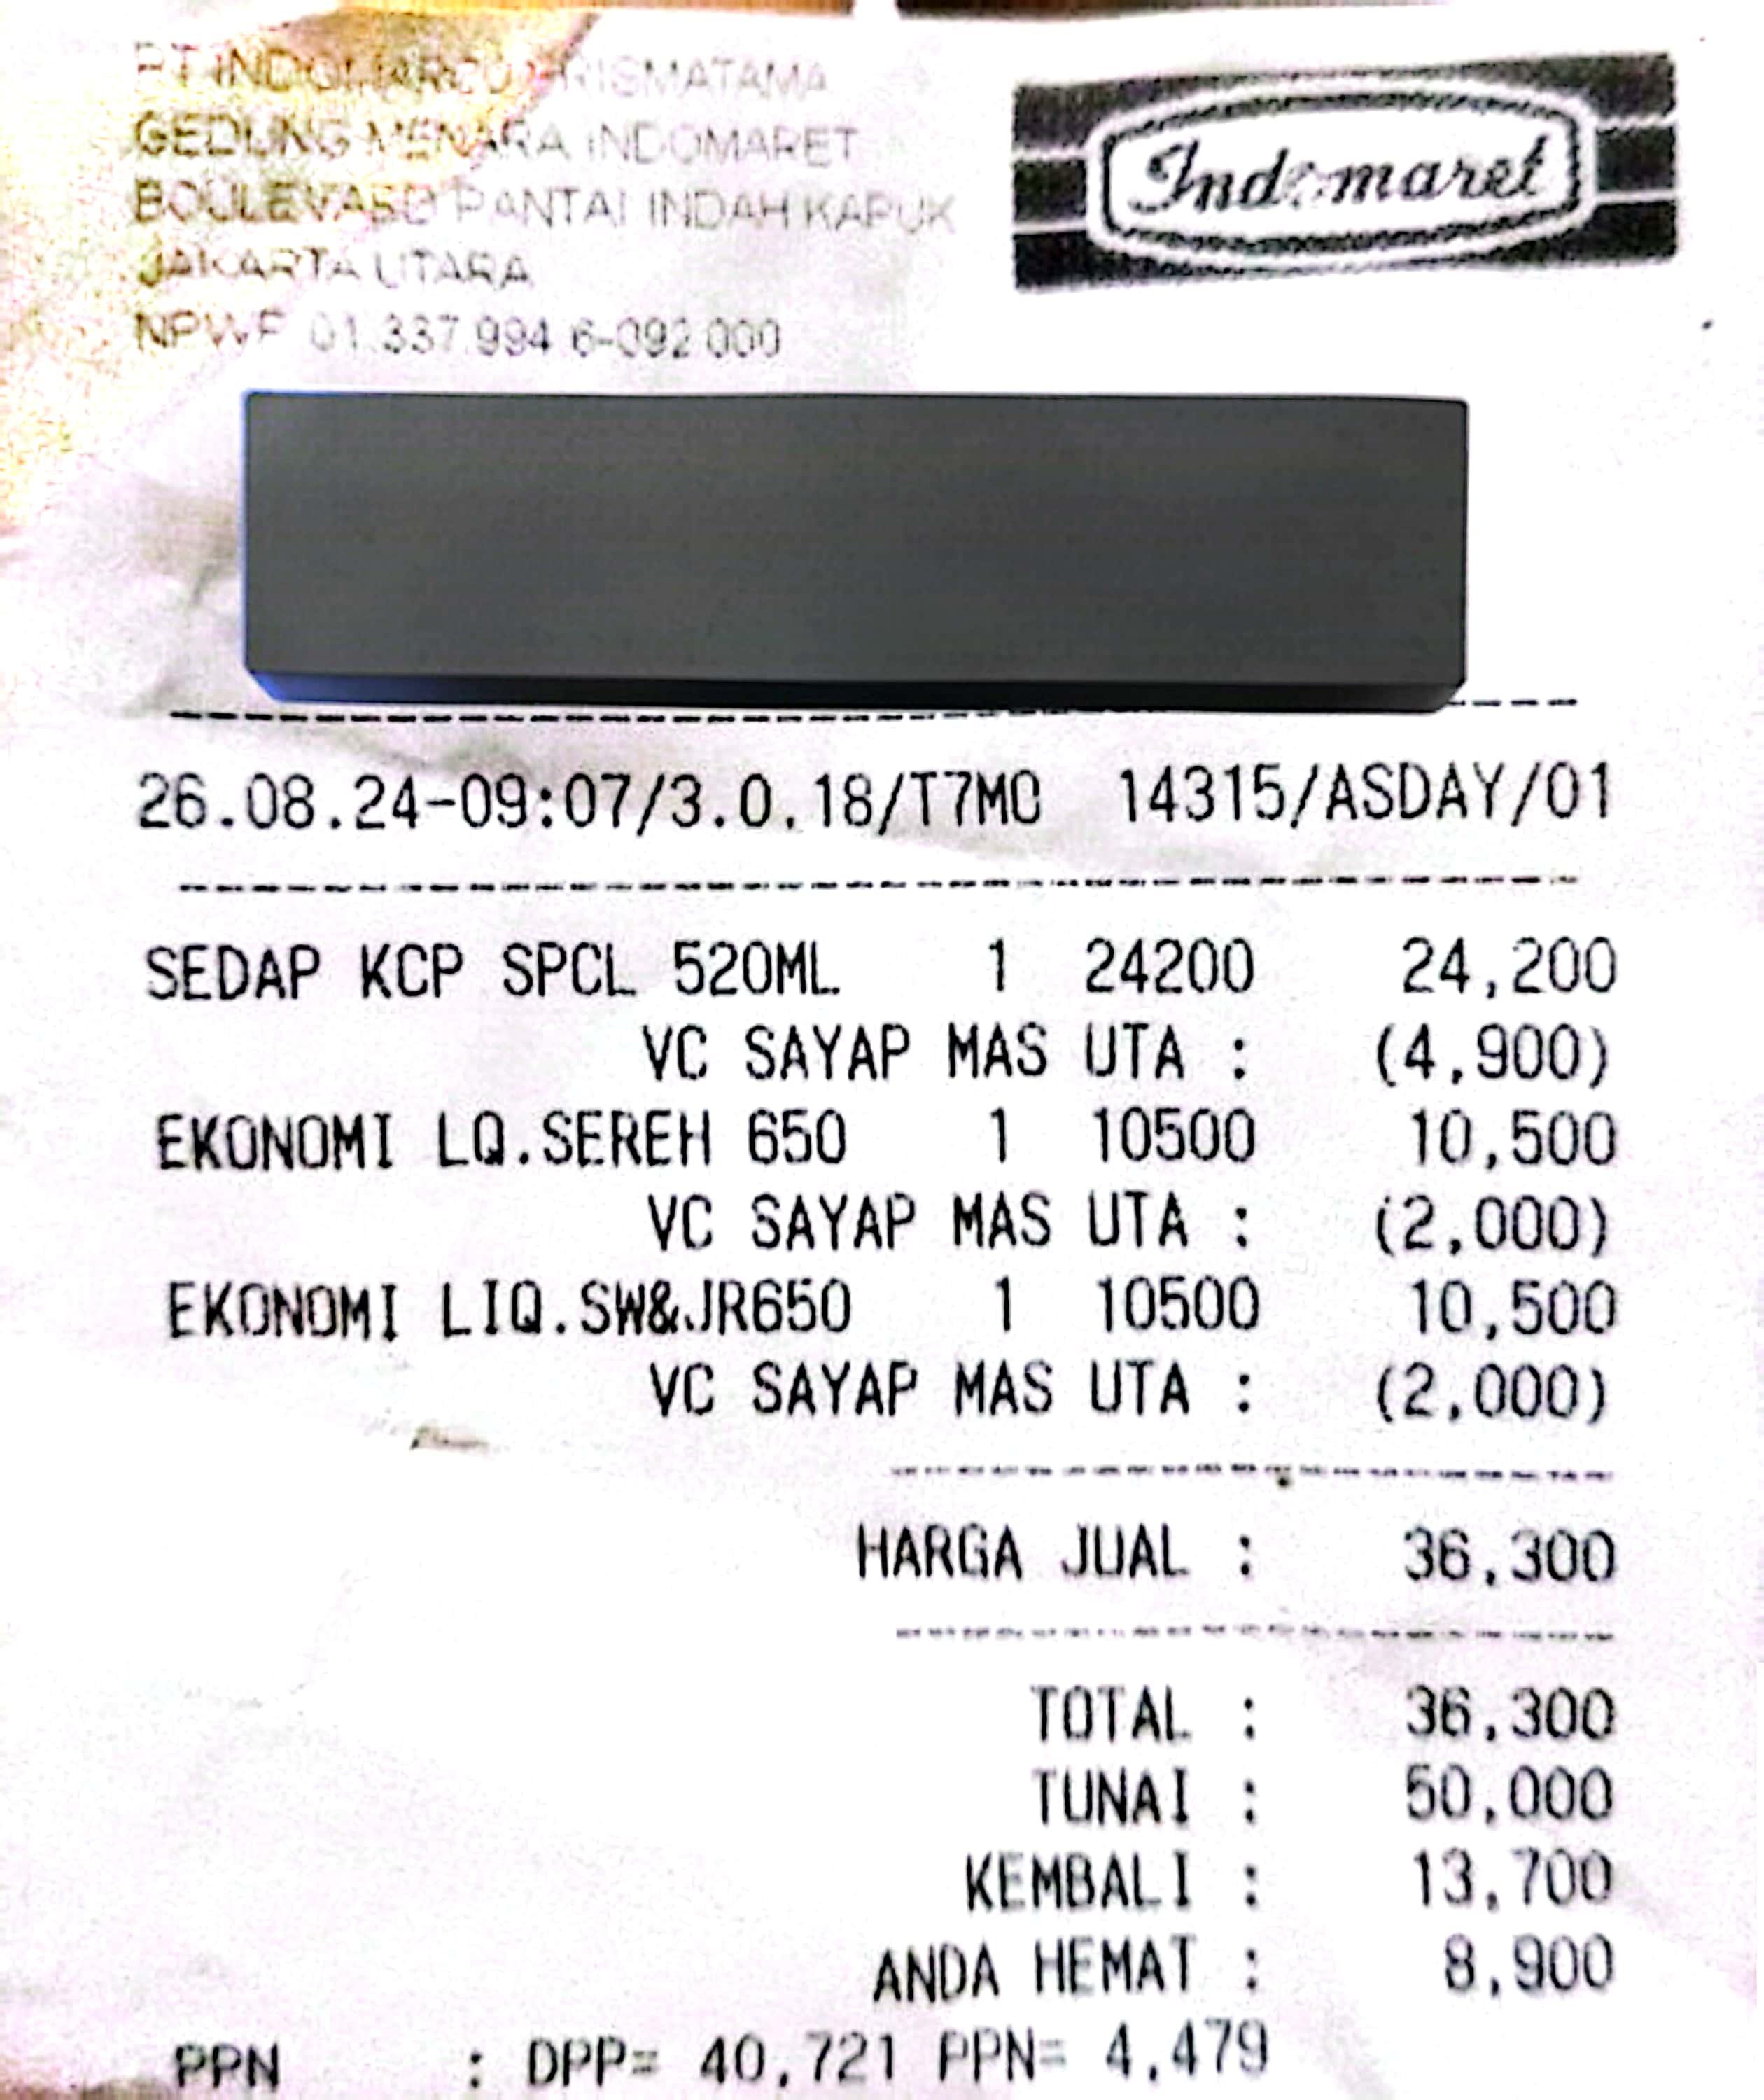 PT INDOMARCO PRISMATAMA
GEDUNG MENARA INDOMARET
BOULEVARD PANTAI INDAH KAPUK
JAKARTA UTARA
NPWP 01.337.994.6-092.000
Indomaret
26.08.24-09:07/3.0.18/T7MC 14315/ASDAY/01
SEDAP KCP SPCL 520ML 1 24200 24,200
VC SAYAP MAS UTA : (4,900)
EKONOMI LQ.SEREH 650 1 10500 10,500
VC SAYAP MAS UTA : (2,000)
EKONOMI LIQ.SW&JR650 1 10500 10,500
VC SAYAP MAS UTA : (2,000)
HARGA JUAL : 36,300
TOTAL : 36,300
TUNAI : 50,000
KEMBALI : 13,700
ANDA HEMAT : 8,900
PPN : DPP= 40,721 PPN= 4,479